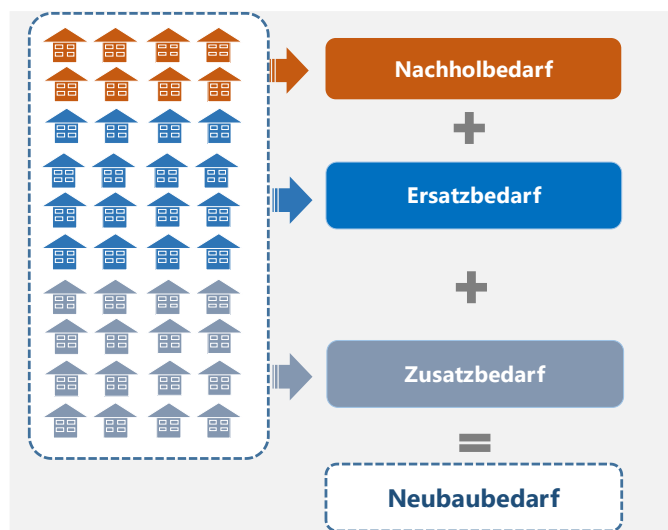 Nachholbedarf
+
Ersatzbedarf
+
Zusatzbedarf
=
Neubaubedarf